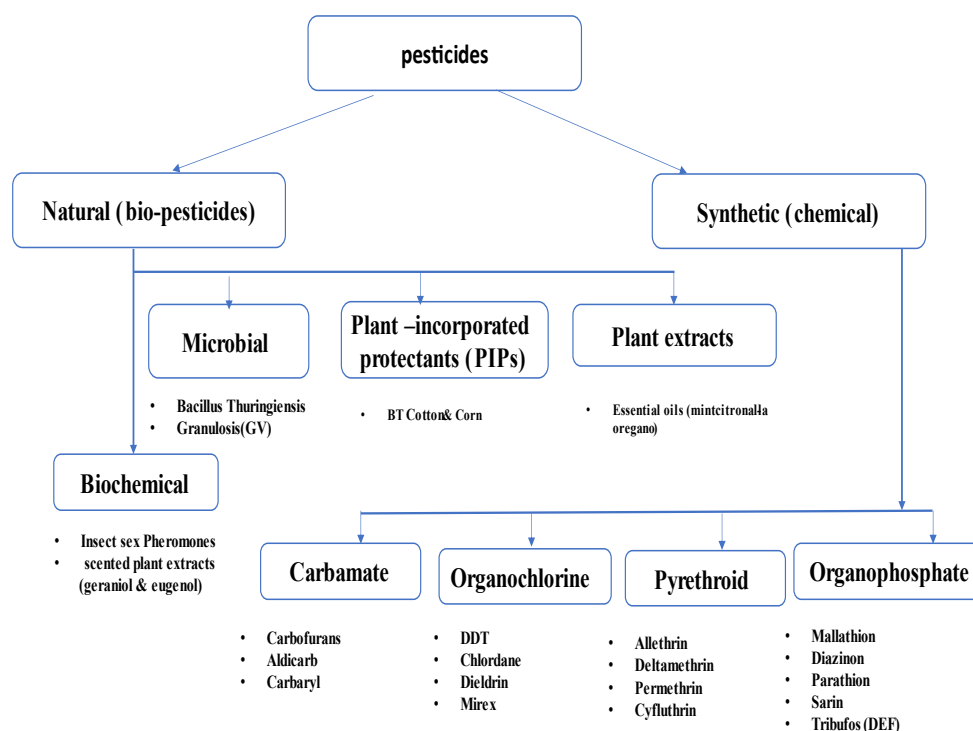 pesticides
Natural (bio-pesticides)
Synthetic (chemical)
Microbial
Plant –incorporated
protectants (PIPs)
Plant extracts
• Bacillus Thuringiensis
• Granulosis(GV)
• BT Cotton& Corn
• Essential oils (mintcitronal-la
oregano)
Biochemical
• Insect sex Pheromones
• scented plant extracts
(geraniol & eugenol)
Carbamate
Organochlorine
Pyrethroid
Organophosphate
• Carbofurans
• Aldicarb
• Carbaryl
• DDT
• Chlordane
• Dieldrin
• Mirex
• Allethrin
• Deltamethrin
• Permethrin
• Cyfluthrin
• Mallathion
• Diazinon
• Parathion
• Sarin
• Tribufos (DEF)